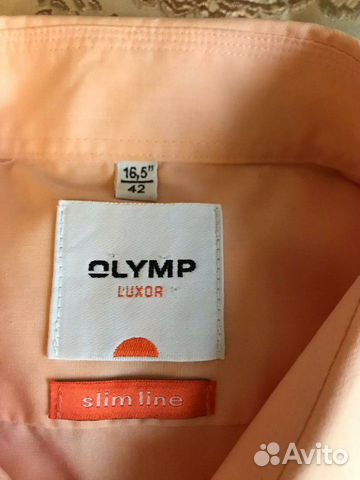 16,5"
42
OLYMP
LUXOR
slim line
Avito